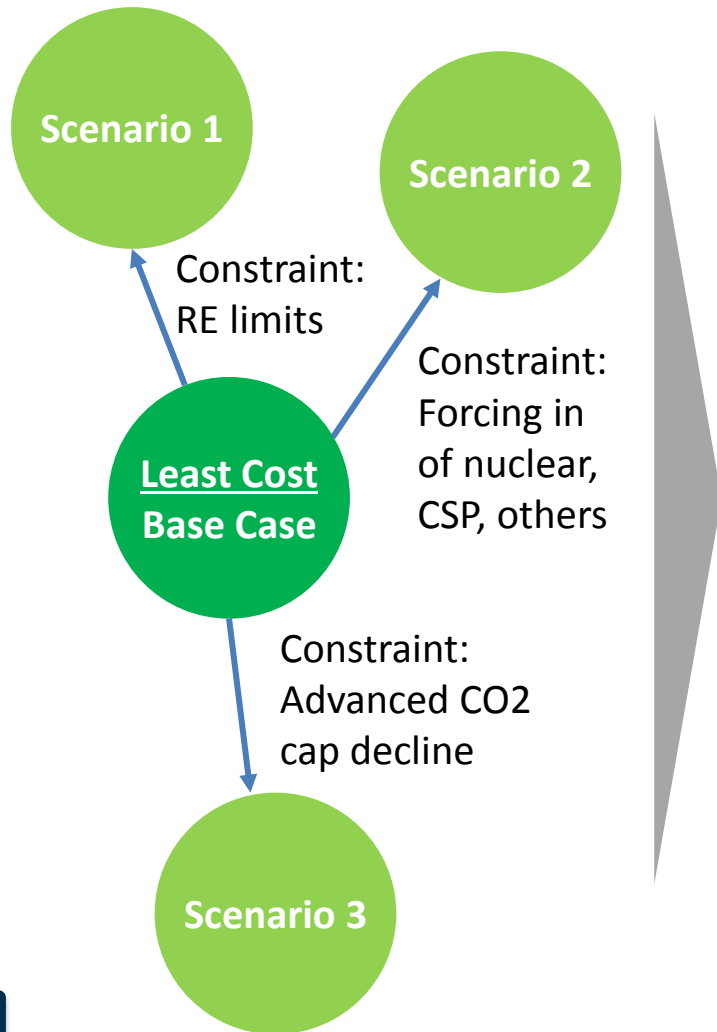 Scenario 1
Scenario 2
Constraint:
RE limits
Constraint:
Forcing in
of nuclear,
CSP, others
Least Cost
Base Case
Constraint:
Advanced CO2
cap decline
Scenario 3